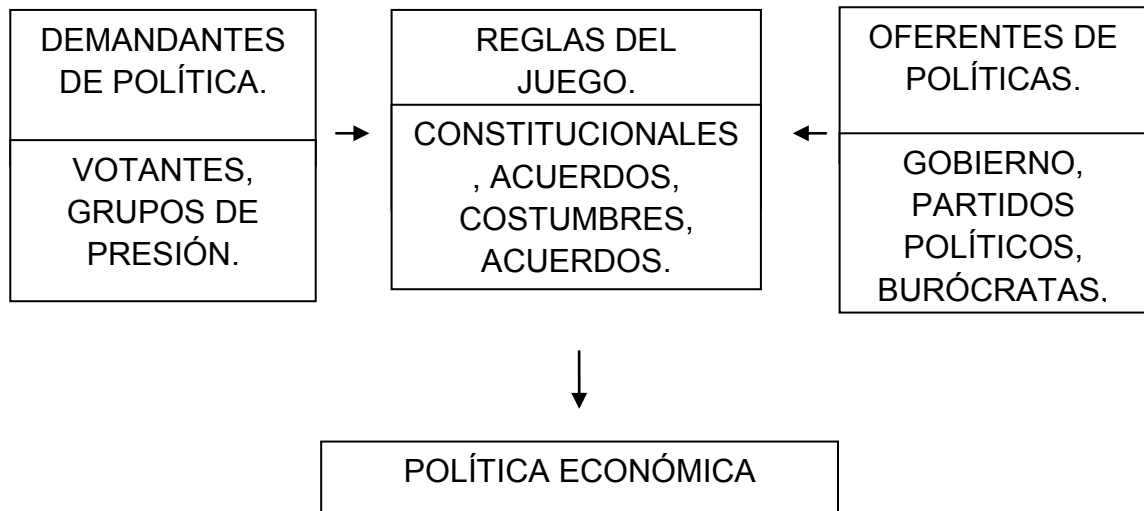 DEMANDANTES
DE POLÍTICA.
VOTANTES,
GRUPOS DE
PRESIÓN.
REGLAS DEL
JUEGO.
CONSTITUCIONALES
, ACUERDOS,
COSTUMBRES,
ACUERDOS.
OFERENTES DE
POLÍTICAS.
GOBIERNO,
PARTIDOS
POLÍTICOS,
BURÓCRATAS.
POLÍTICA ECONÓMICA